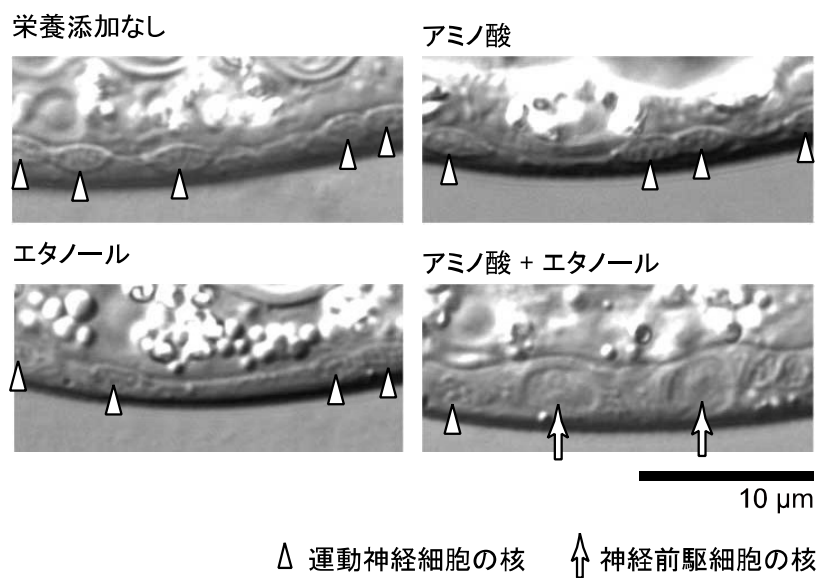 栄養添加なし
アミノ酸
エタノール
アミノ酸 + エタノール
10 μm
運動神経細胞の核
神経前駆細胞の核